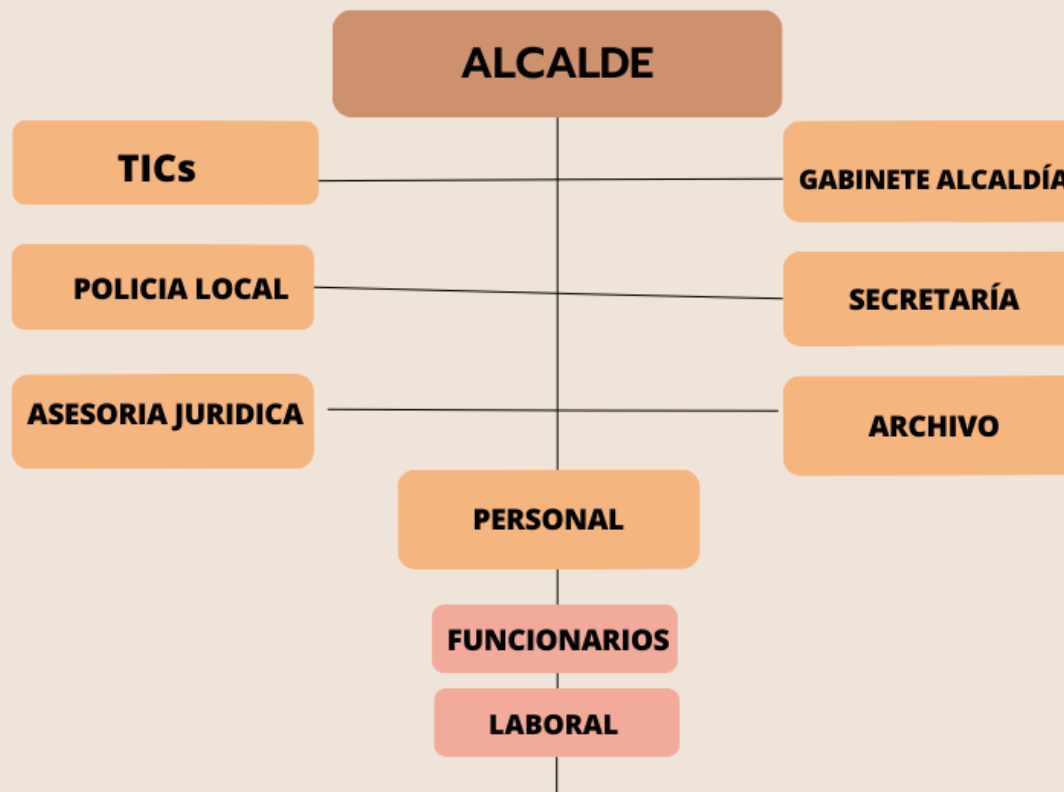 ALCALDE
TICs
GABINETE ALCALDÍA
POLICIA LOCAL
SECRETARÍA
ASESORIA JURIDICA
ARCHIVO
PERSONAL
FUNCIONARIOS
LABORAL